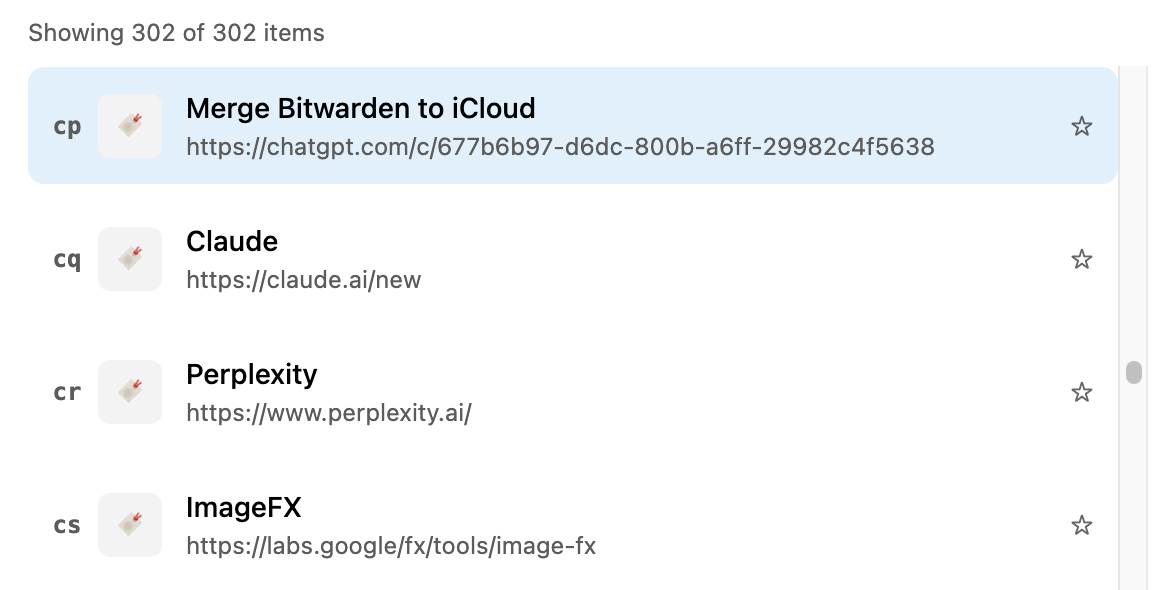 Showing 302 of 302 items
cp
Merge Bitwarden to iCloud
https://chatgpt.com/c/677b6b97-d6dc-800b-a6ff-29982c4f5638
cq
Claude
https://claude.ai/new
cr
Perplexity
https://www.perplexity.ai/
cs
ImageFX
https://labs.google/fx/tools/image-fx